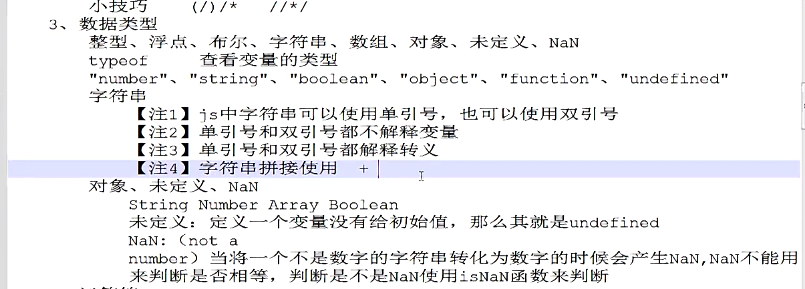 小技巧 (/)/* //*/
3、数据类型
整型、浮点、布尔、字符串、数组、对象、未定义、NaN
typeof 查看变量的类型
"number"、"string"、"boolean"、"object"、"function"、"undefined"
字符串
【注1】js中字符串可以使用单引号，也可以使用双引号
【注2】单引号和双引号都不解释变量
【注3】单引号和双引号都解释转义
【注4】字符串拼接使用 +
对象、未定义、NaN
String Number Array Boolean
未定义：定义一个变量没有给初始值，那么其就是undefined
NaN:（not a
number）当将一个不是数字的字符串转化为数字的时候会产生NaN,NaN不能用
来判断是否相等，判断是不是NaN使用isNaN函数来判断